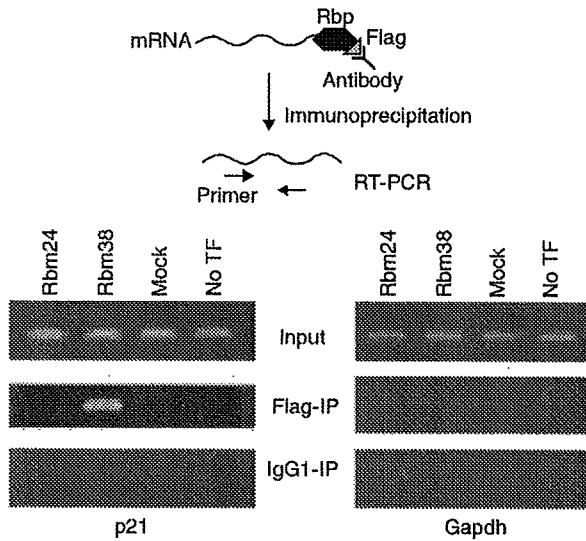 Rbp
mRNA
Flag
Antibody
Immunoprecipitation
Primer
RT-PCR
Rbm24 Rbm38 Mock No TF
Rbm24 Rbm38 Mock No TF
Input
Flag-IP
IgG1-IP
p21
Gapdh